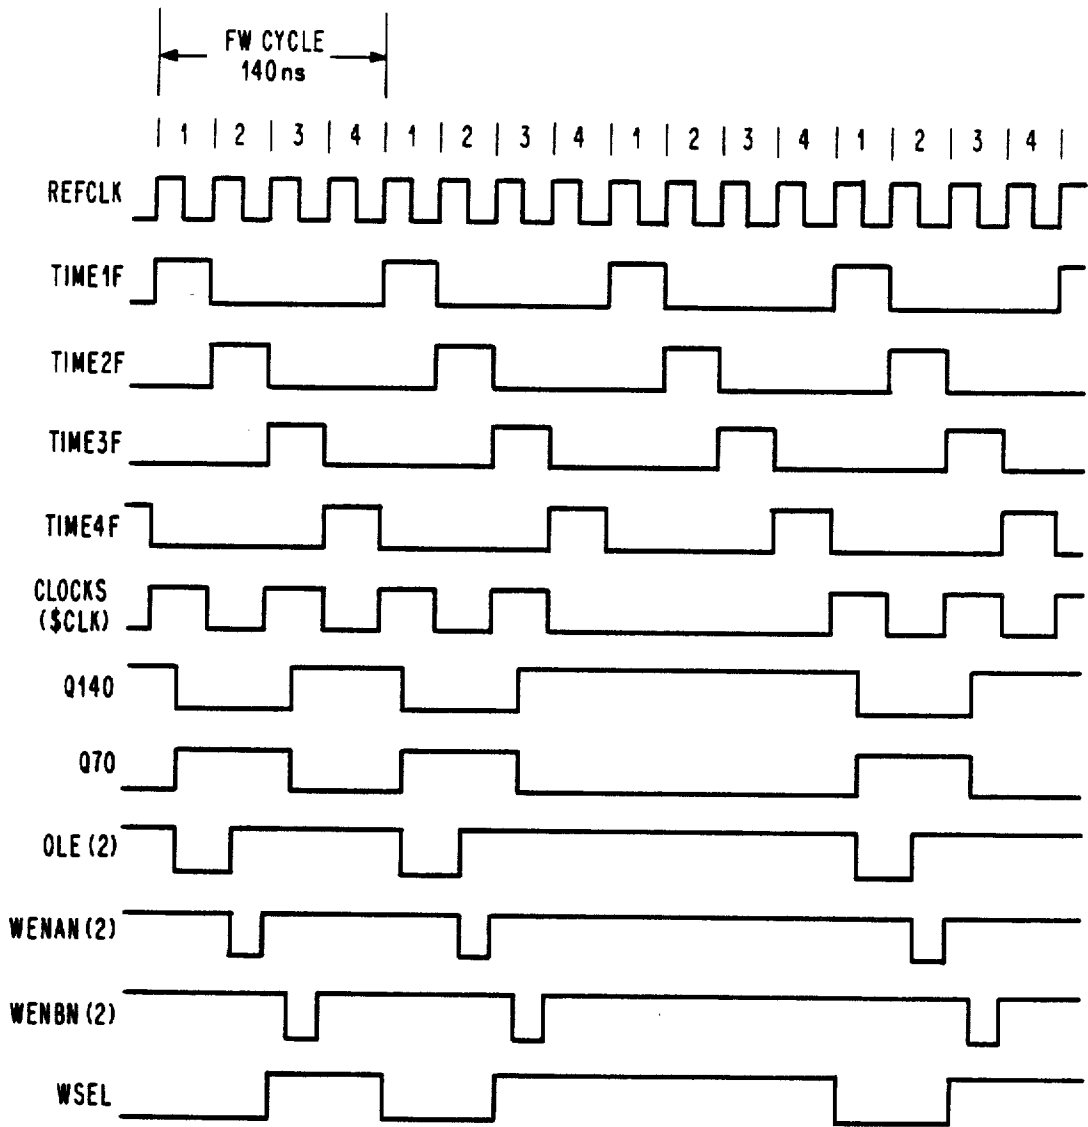 FW CYCLE
140ns
| 1 | 2 | 3 | 4 | 1 | 2 | 3 | 4 | 1 | 2 | 3 | 4 | 1 | 2 | 3 | 4 |
REFCLK
TIME1F
TIME2F
TIME3F
TIME4F
CLOCKS
($CLK)
Q140
Q70
OLE(2)
WENAN(2)
WENBN(2)
WSEL